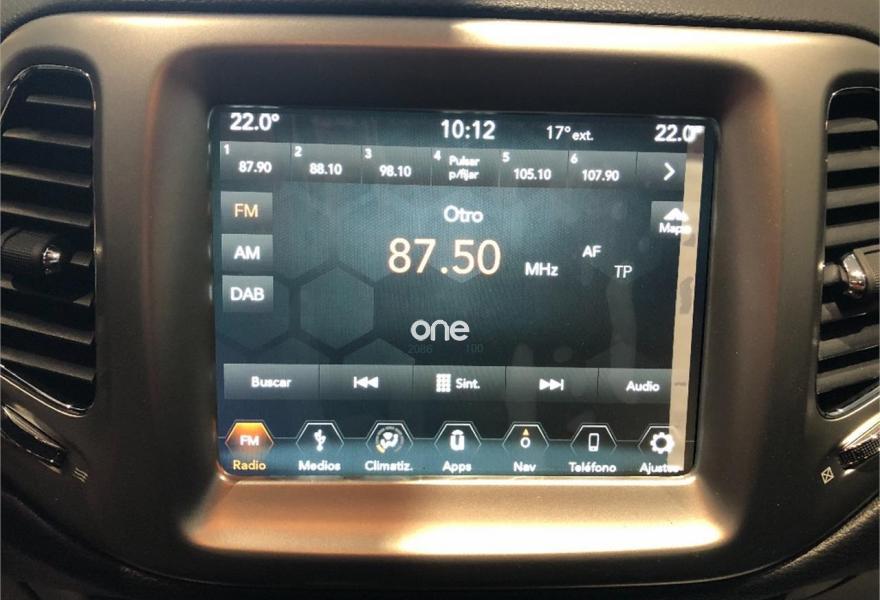 22.0° 10:12 17° ext. 22.0
1 87.90 2 88.10 3 98.10 4 Pulsar p/fijar 5 105.10 6 107.90
FM Otro Mapa
87.50 MHz AF TP
AM
DAB
one
2086 100
Buscar Sint. Audio
FM
Radio Medios Climatiz. Apps Nav Teléfono Ajustes